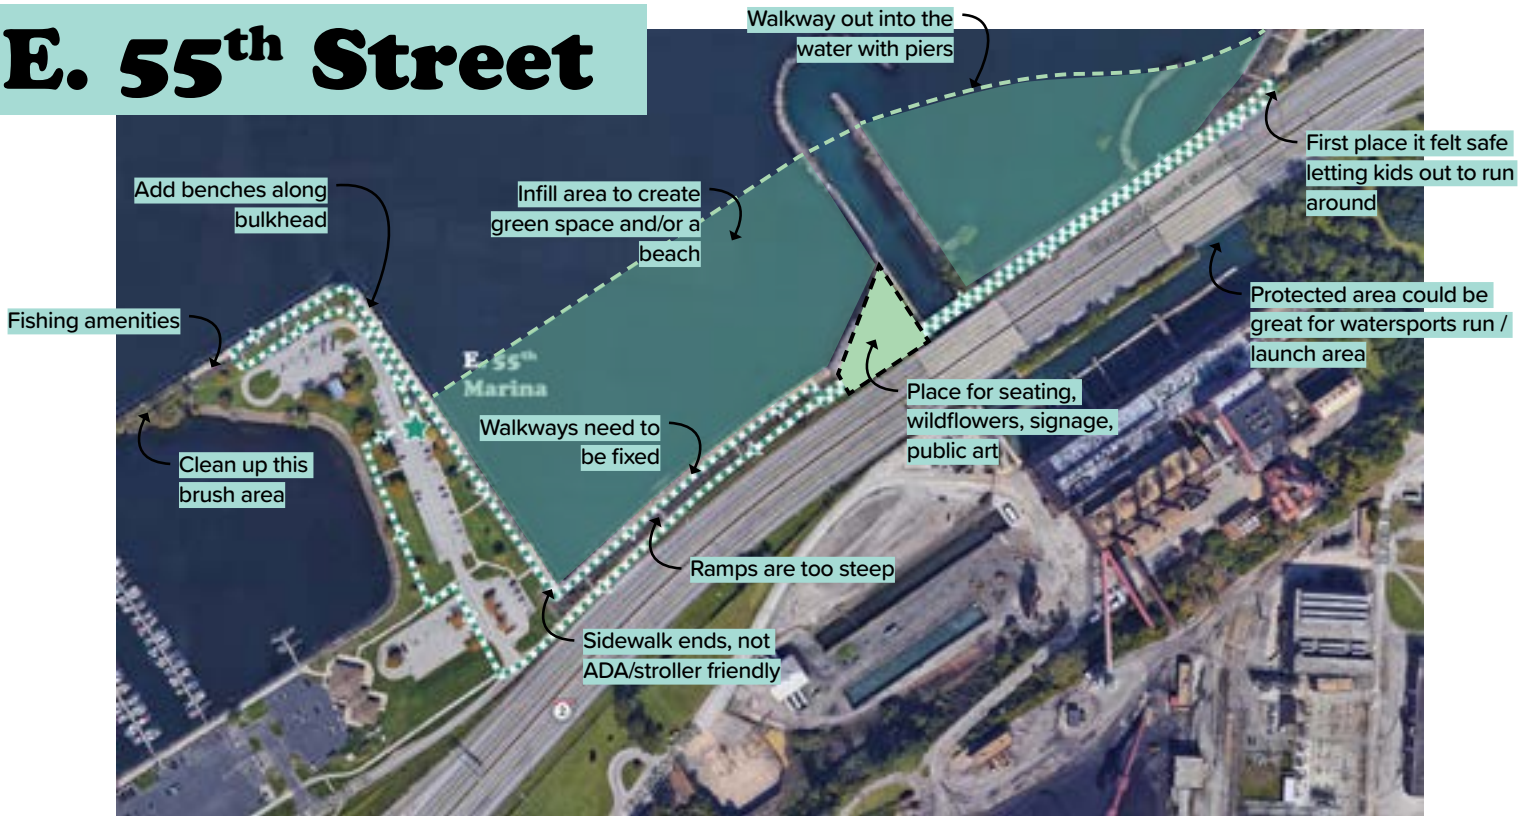 E. 55th Street
Walkway out into the
water with piers
First place it felt safe
letting kids out to run
around
Add benches along
bulkhead
Infill area to create
green space and/or a
beach
Fishing amenities
Protected area could be
great for watersports run /
launch area
E. 55th
Marina
Place for seating,
wildflowers, signage,
public art
Walkways need to
be fixed
Clean up this
brush area
Ramps are too steep
Sidewalk ends, not
ADA/stroller friendly
2